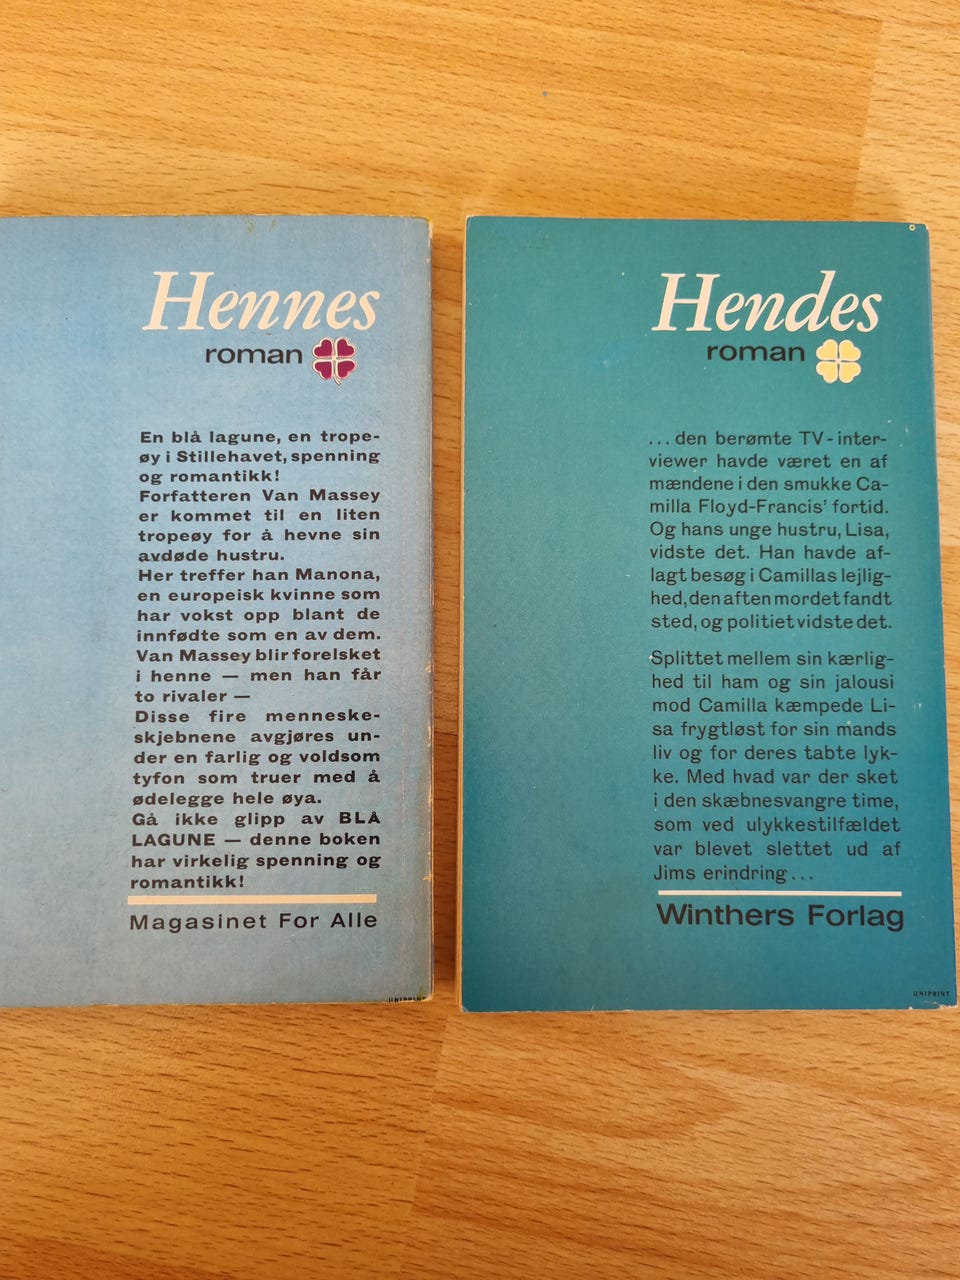 Hennes
roman
En blå lagune, en trope-
øy i Stillehavet, spenning
og romantikk!
Forfatteren Van Massey
er kommet til en liten
tropeøy for å hevne sin
avdøde hustru.
Her treffer han Manona,
en europeisk kvinne som
har vokst opp blant de
innfødte som en av dem.
Van Massey blir forelsket
i henne — men han får
to rivaler —
Disse fire menneske-
skjebnene avgjøres un-
der en farlig og voldsom
tyfon som truer med å
ødelegge hele øya.
Gå ikke glipp av BLÅ
LAGUNE — denne boken
har virkelig spenning og
romantikk!
Magasinet For Alle
UNIPRINT
Hendes
roman
... den berømte TV-inter-
viewer havde været en af
mændene i den smukke Ca-
milla Floyd-Francis' fortid.
Og hans unge hustru, Lisa,
vidste det. Han havde af-
lagt besøg i Camillas lejlig-
hed, den aften mordet fandt
sted, og politiet vidste det.
Splittet mellem sin kærlig-
hed til ham og sin jalousi
mod Camilla kæmpede Li-
sa frygtløst for sin mands
liv og for deres tabte lyk-
ke. Med hvad var der sket
i den skæbnesvangre time,
som ved ulykkestilfældet
var blevet slettet ud af
Jims erindring ...
Winthers Forlag
UNIPRINT